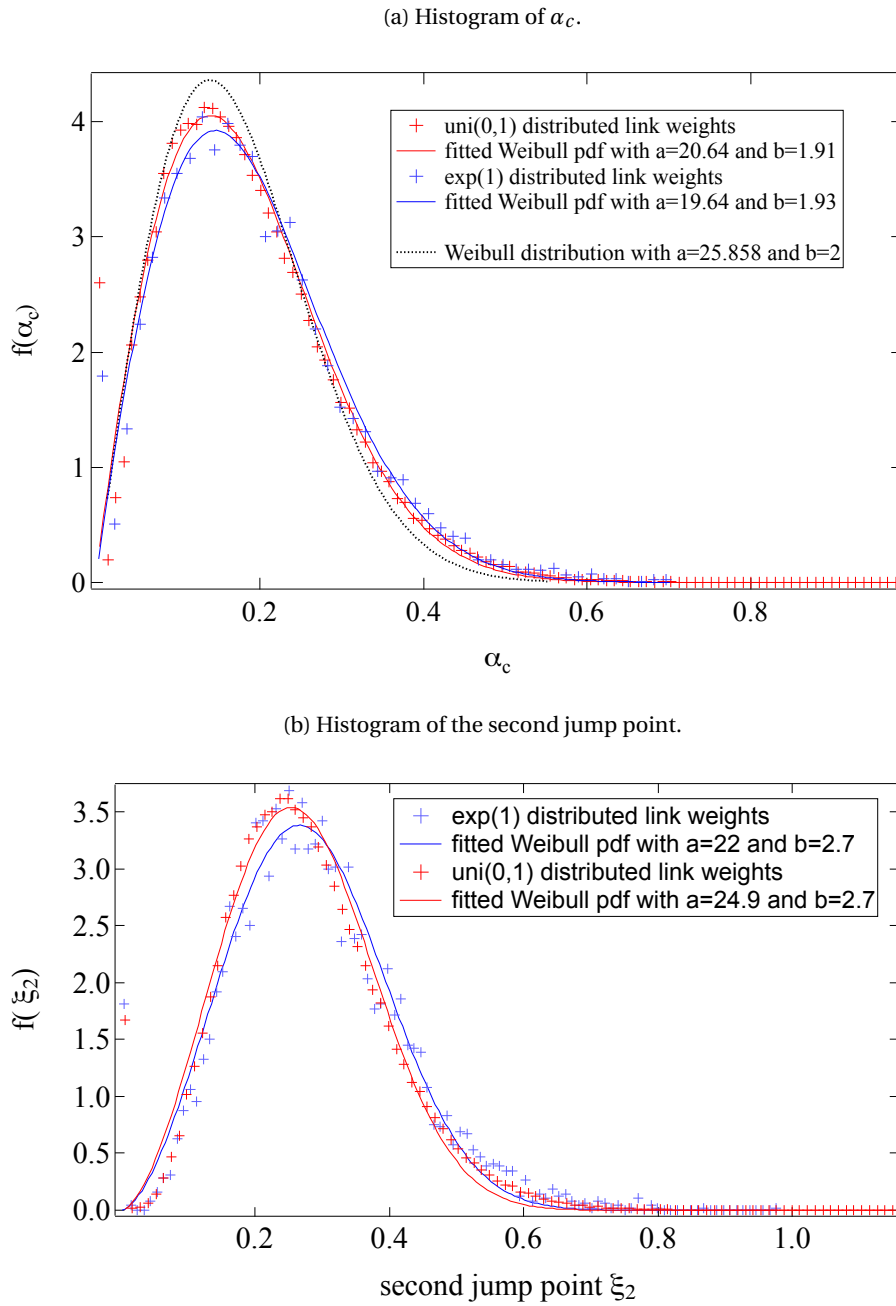 (a) Histogram of α_c.
4
3
2
1
0
f(α_c)
uni(0,1) distributed link weights
fitted Weibull pdf with a=20.64 and b=1.91
exp(1) distributed link weights
fitted Weibull pdf with a=19.64 and b=1.93
Weibull distribution with a=25.858 and b=2
0.2 0.4 0.6 0.8
α_c
(b) Histogram of the second jump point.
3.5
3.0
2.5
2.0
1.5
1.0
0.5
0.0
f( ξ_2)
exp(1) distributed link weights
fitted Weibull pdf with a=22 and b=2.7
uni(0,1) distributed link weights
fitted Weibull pdf with a=24.9 and b=2.7
0.2 0.4 0.6 0.8 1.0
second jump point ξ_2